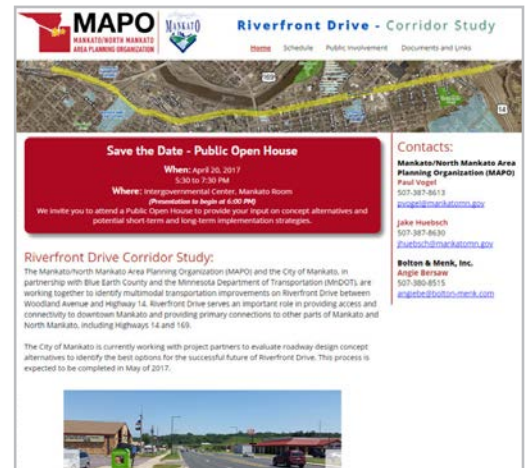 MAPO
MANKATO/NORTH MANKATO
AREA PLANNING ORGANIZATION
MANKATO
Riverfront Drive - Corridor Study
Home Schedule Public Involvement Documents and Links
169
14
Save the Date - Public Open House
When: April 20, 2017
5:30 to 7:30 PM
Where: Intergovernmental Center, Mankato Room
(Presentation to begin at 6:00 PM)
We invite you to attend a Public Open House to provide your input on concept alternatives and
potential short-term and long-term implementation strategies.
Riverfront Drive Corridor Study:
The Mankato/North Mankato Area Planning Organization (MAPO) and the City of Mankato, in
partnership with Blue Earth County and the Minnesota Department of Transportation (MnDOT), are
working together to identify multimodal transportation improvements on Riverfront Drive between
Woodland Avenue and Highway 14. Riverfront Drive serves an important role in providing access and
connectivity to downtown Mankato and providing primary connections to other parts of Mankato and
North Mankato, including Highways 14 and 169.
The City of Mankato is currently working with project partners to evaluate roadway design concept
alternatives to identify the best options for the successful future of Riverfront Drive. This process is
expected to be completed in May of 2017.
Contacts:
Mankato/North Mankato Area
Planning Organization (MAPO)
Paul Vogel
507-387-8613
pvogel@mankatomn.gov
Jake Huebsch
507-387-8630
jhuebsch@mankatomn.gov
Bolton & Menk, Inc.
Angie Bersaw
507-380-8515
angiebe@bolton-menk.com